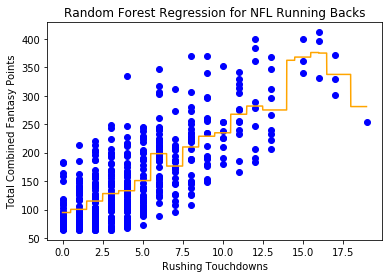 Random Forest Regression for NFL Running Backs
Total Combined Fantasy Points
400
350
300
250
200
150
100
50
0.0 2.5 5.0 7.5 10.0 12.5 15.0 17.5
Rushing Touchdowns